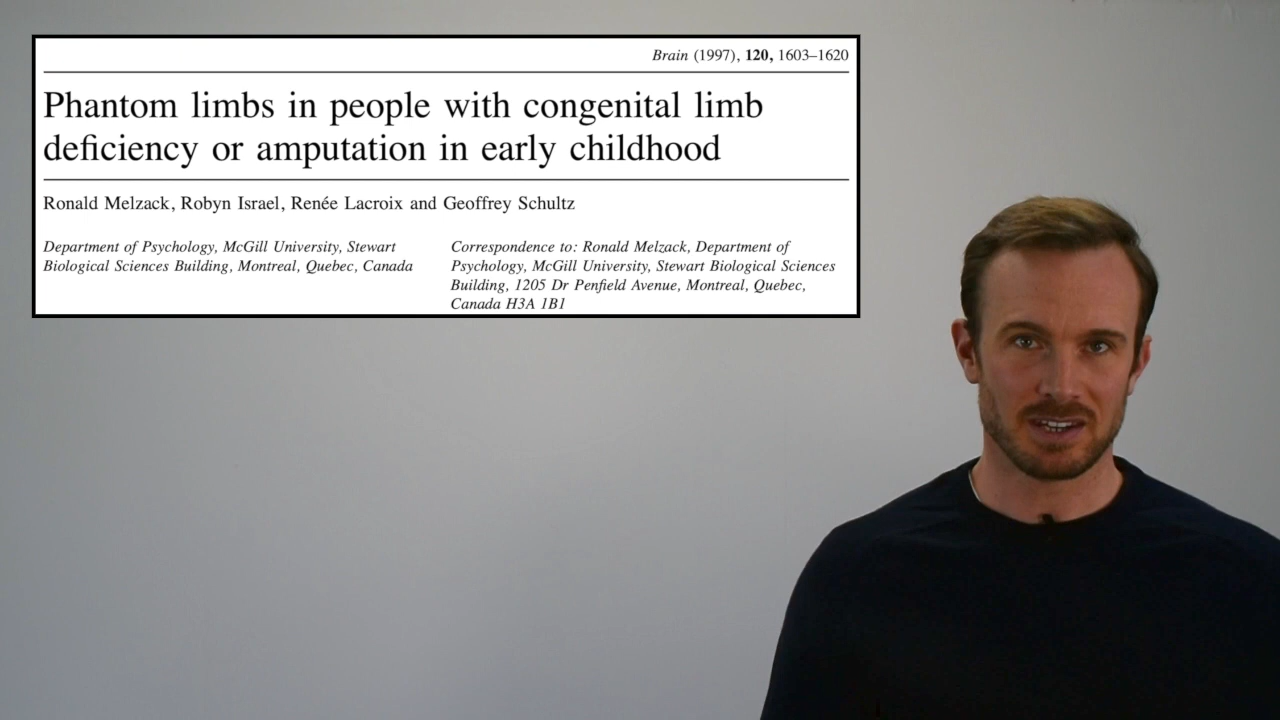 Brain (1997), 120, 1603–1620
Phantom limbs in people with congenital limb
deficiency or amputation in early childhood
Ronald Melzack, Robyn Israel, Renée Lacroix and Geoffrey Schultz
Department of Psychology, McGill University, Stewart
Biological Sciences Building, Montreal, Quebec, Canada
Correspondence to: Ronald Melzack, Department of
Psychology, McGill University, Stewart Biological Sciences
Building, 1205 Dr Penfield Avenue, Montreal, Quebec,
Canada H3A 1B1